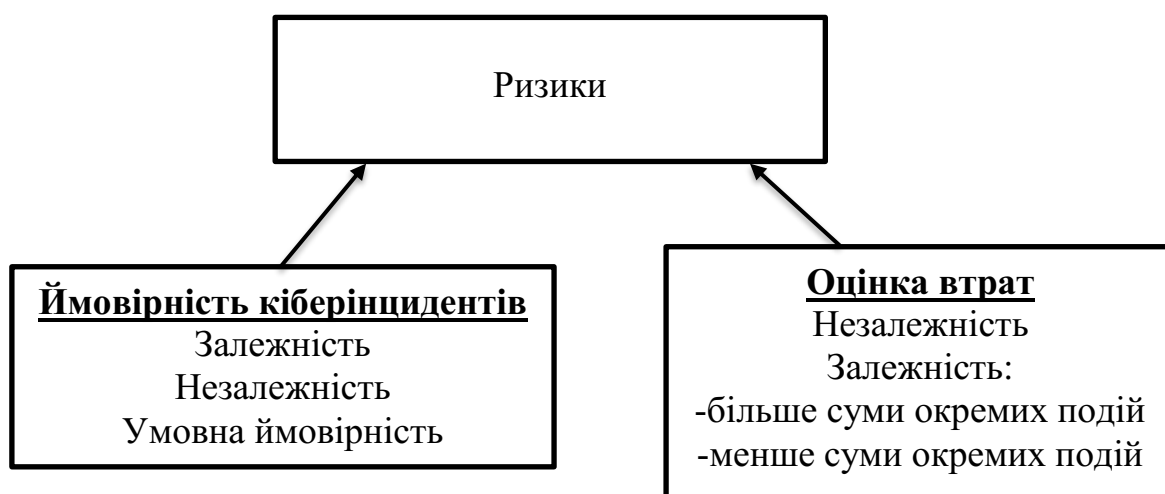 Ризики
Ймовірність кіберінцидентів
Залежність
Незалежність
Умовна ймовірність
Оцінка втрат
Незалежність
Залежність:
-більше суми окремих подій
-менше суми окремих подій